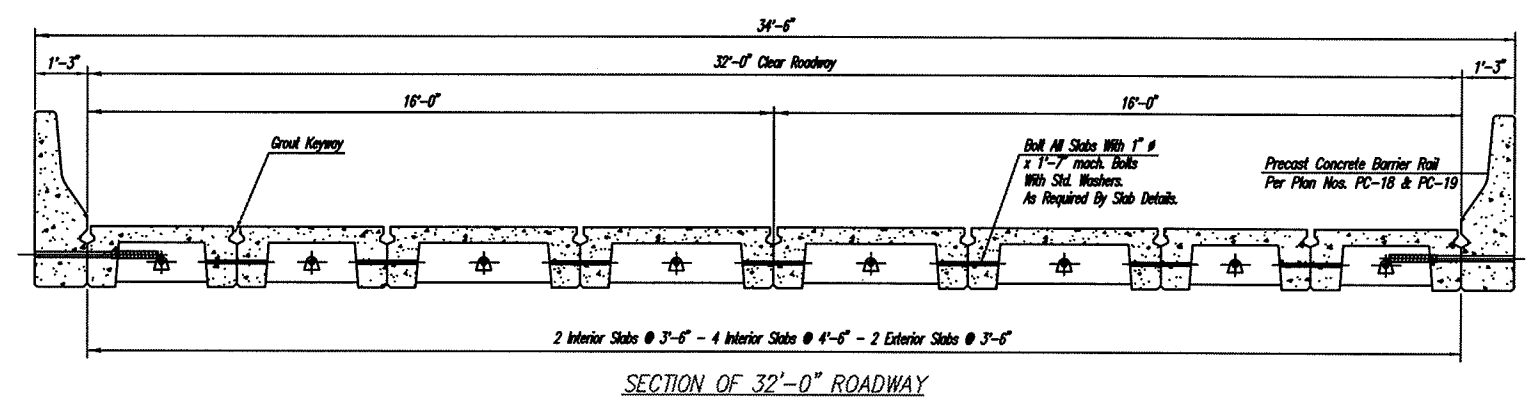 34'-6"
1'-3"
32'-0" Clear Roadway
1'-3"
16'-0"
16'-0"
Grout Keyway
Bolt All Slabs With 1" ø
x 1'-7" mach. Bolts
With Std. Washers.
As Required By Slab Details.
Precast Concrete Barrier Rail
Per Plan Nos. PC-18 & PC-19
2 Interior Slabs @ 3'-6" - 4 Interior Slabs @ 4'-6" - 2 Exterior Slabs @ 3'-6"
SECTION OF 32'-0" ROADWAY